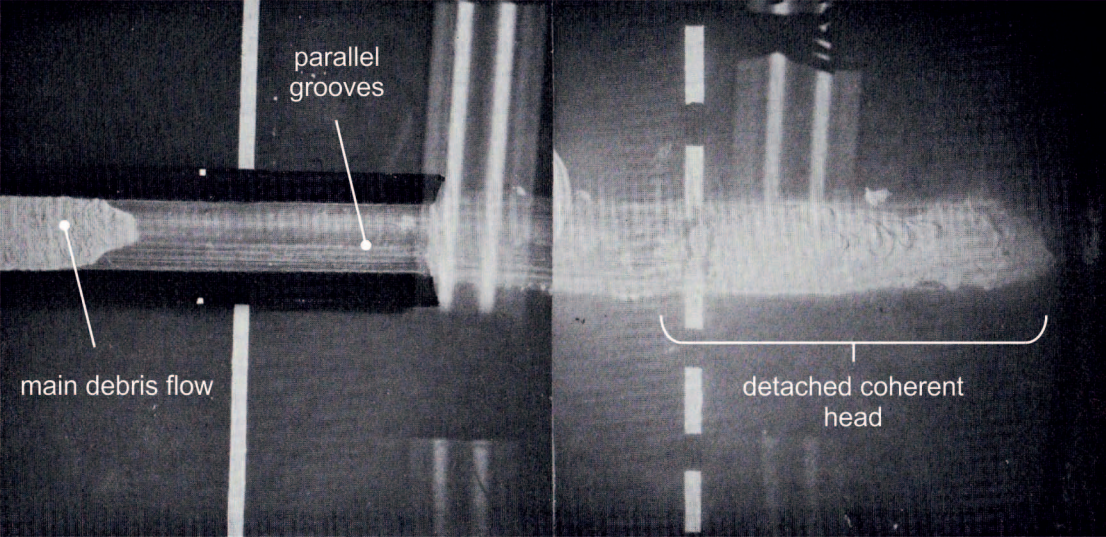 parallel
grooves
main debris flow
detached coherent
head